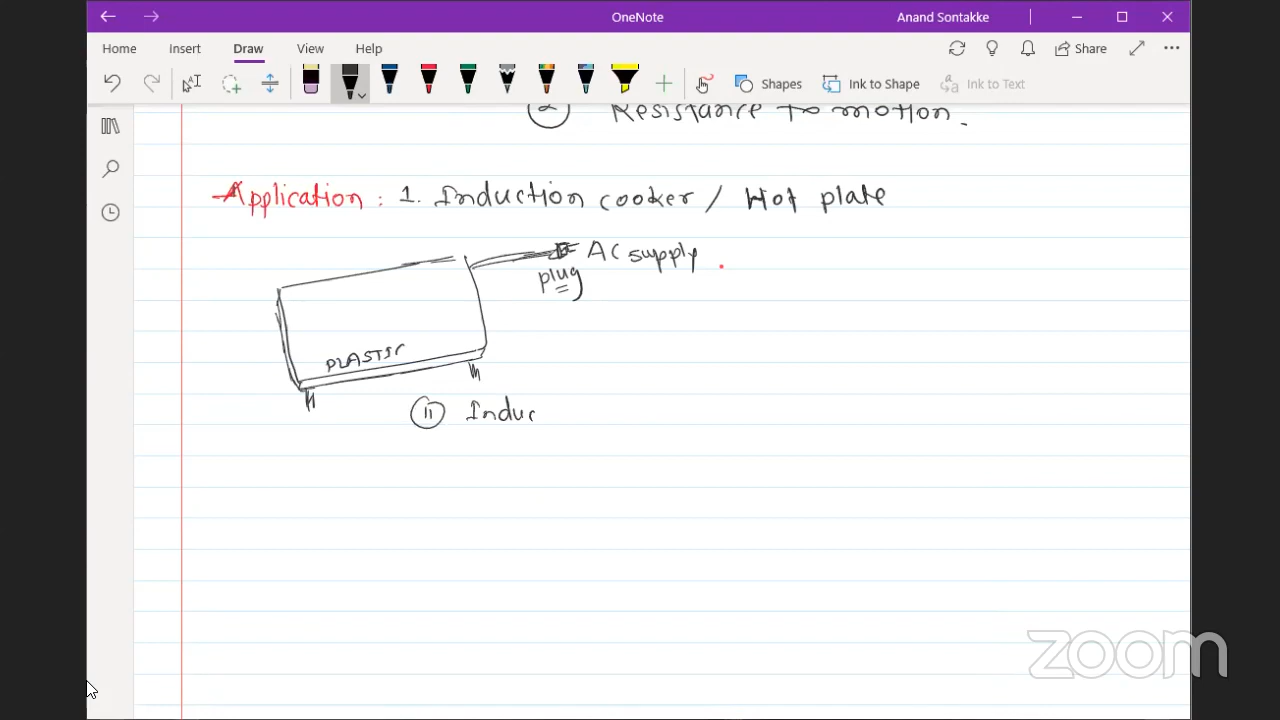 OneNote
Anand Sontakke
Home Insert Draw View Help
Share
Shapes Ink to Shape Ink to Text
2 Resistance to motion.
Application : 1. Induction cooker / Hot plate
AC supply
plug
PLASTIC
II Induc
zoom